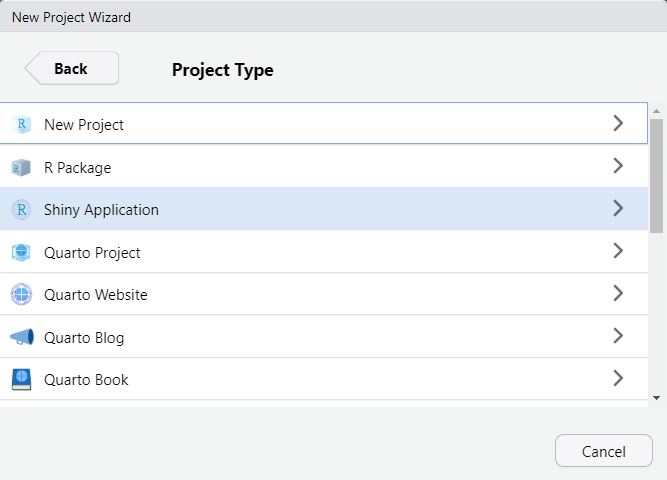 New Project Wizard
Back
Project Type
R New Project
R R Package
R Shiny Application
Quarto Project
Quarto Website
Quarto Blog
Quarto Book
Cancel